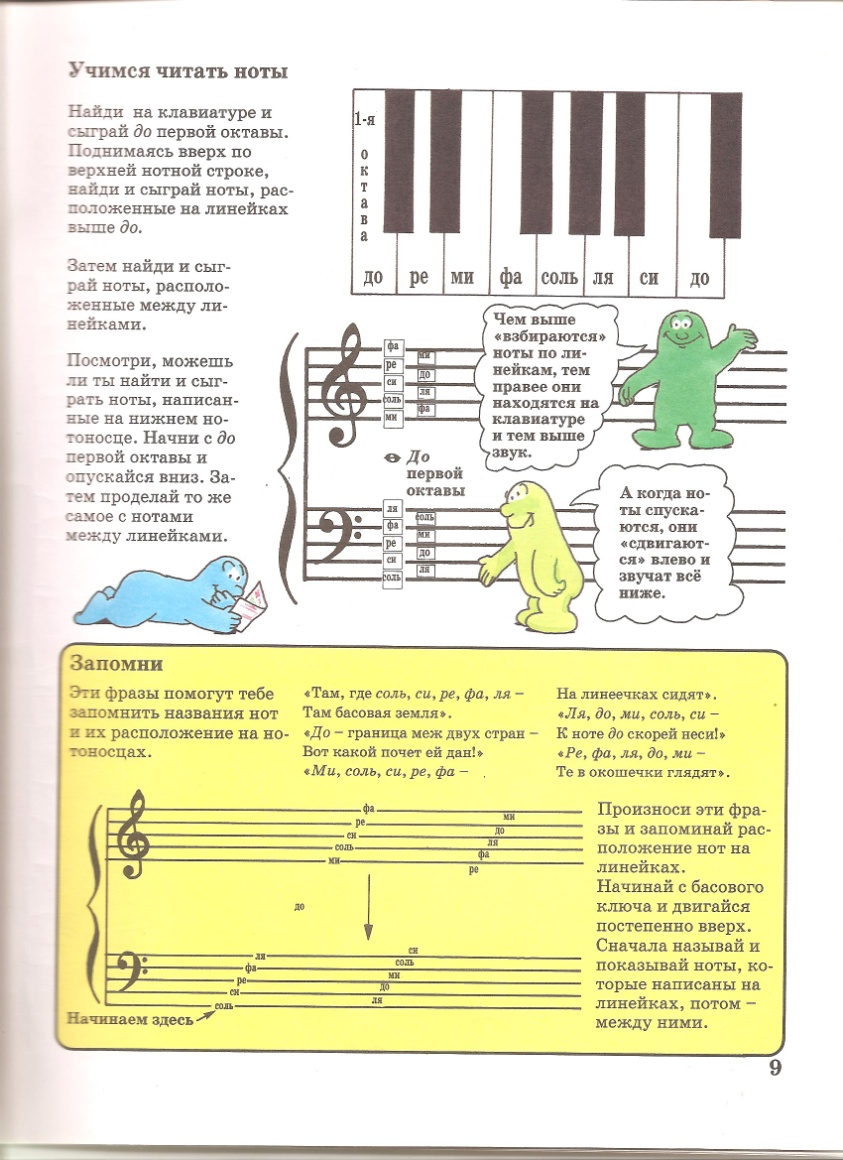 Учимся читать ноты
Найди на клавиатуре и
сыграй до первой октавы.
Поднимаясь вверх по
верхней нотной строке,
найди и сыграй ноты, рас-
положенные на линейках
выше до.
Затем найди и сыг-
рай ноты, располо-
женные между ли-
нейками.
Посмотри, можешь
ли ты найти и сыг-
рать ноты, написан-
ные на нижнем но-
тоносце. Начни с до
первой октавы и
опускайся вниз. За-
тем проделай то же
самое с нотами
между линейками.
1-я
октава
до ре ми фа соль ля си до
фа
ми
ре
до
си
ля
соль
фа
ми
Чем выше
«взбираются»
ноты по ли-
нейкам, тем
правее они
находятся на
клавиатуре
и тем выше
звук.
До
первой
октавы
ля
соль
фа
ми
ре
до
си
ля
соль
А когда но-
ты спуска-
ются, они
«сдвигают-
ся» влево и
звучат всё
ниже.
Запомни
Эти фразы помогут тебе
запомнить названия нот
и их расположение на но-
тоносцах.
«Там, где соль, си, ре, фа, ля –
Там басовая земля».
«До – граница меж двух стран –
Вот какой почет ей дан!»
«Ми, соль, си, ре, фа –
На линеечках сидят».
«Ля, до, ми, соль, си –
К ноте до скорей неси!»
«Ре, фа, ля, до, ми –
Те в окошечки глядят».
фа
ми
ре
до
си
ля
соль
фа
ми
ре
до
си
ля
соль
фа
ми
ре
до
си
ля
соль
Начинаем здесь
Произноси эти фра-
зы и запоминай рас-
положение нот на
линейках.
Начинай с басового
ключа и двигайся
постепенно вверх.
Сначала называй и
показывай ноты, ко-
торые написаны на
линейках, потом –
между ними.
9